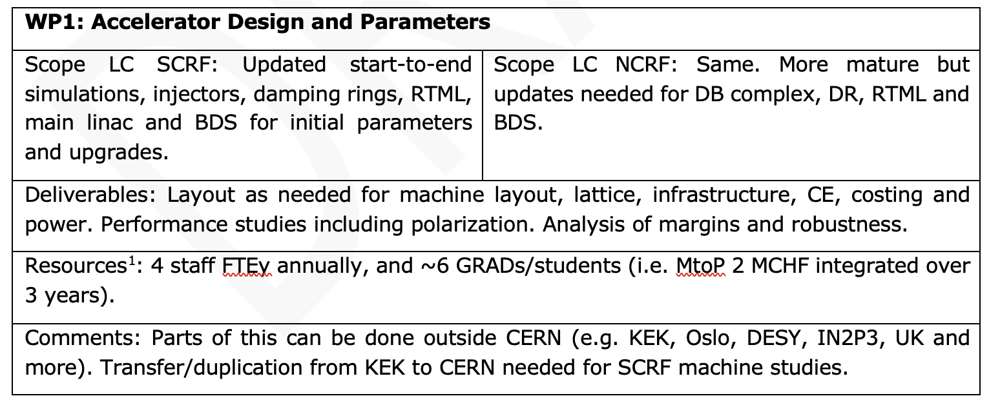 WP1: Accelerator Design and Parameters
Scope LC SCRF: Updated start-to-end
simulations, injectors, damping rings, RTML,
main linac and BDS for initial parameters
and upgrades.
Scope LC NCRF: Same. More mature but
updates needed for DB complex, DR, RTML and
BDS.
Deliverables: Layout as needed for machine layout, lattice, infrastructure, CE, costing and
power. Performance studies including polarization. Analysis of margins and robustness.
Resources¹: 4 staff FTEy annually, and ~6 GRADs/students (i.e. MtoP 2 MCHF integrated over
3 years).
Comments: Parts of this can be done outside CERN (e.g. KEK, Oslo, DESY, IN2P3, UK and
more). Transfer/duplication from KEK to CERN needed for SCRF machine studies.